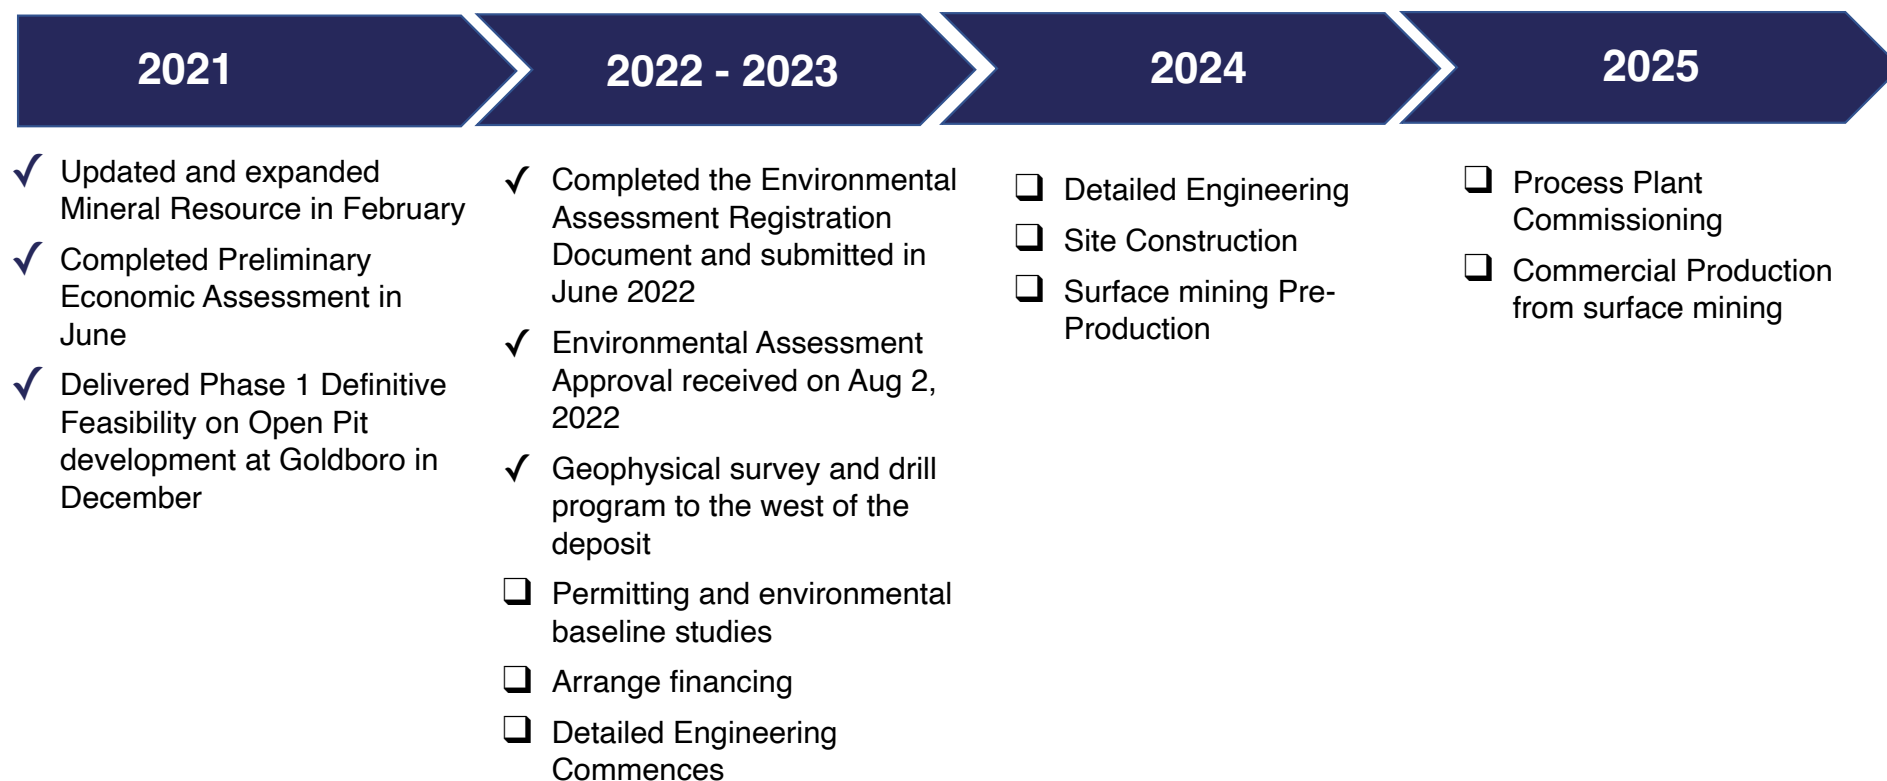 2021
Updated and expanded
Mineral Resource in February
Completed Preliminary
Economic Assessment in
June
Delivered Phase 1 Definitive
Feasibility on Open Pit
development at Goldboro in
December
2022 - 2023
Completed the Environmental
Assessment Registration
Document and submitted in
June 2022
Environmental Assessment
Approval received on Aug 2,
2022
Geophysical survey and drill
program to the west of the
deposit
Permitting and environmental
baseline studies
Arrange financing
Detailed Engineering
Commences
2024
Detailed Engineering
Site Construction
Surface mining Pre-
Production
2025
Process Plant
Commissioning
Commercial Production
from surface mining